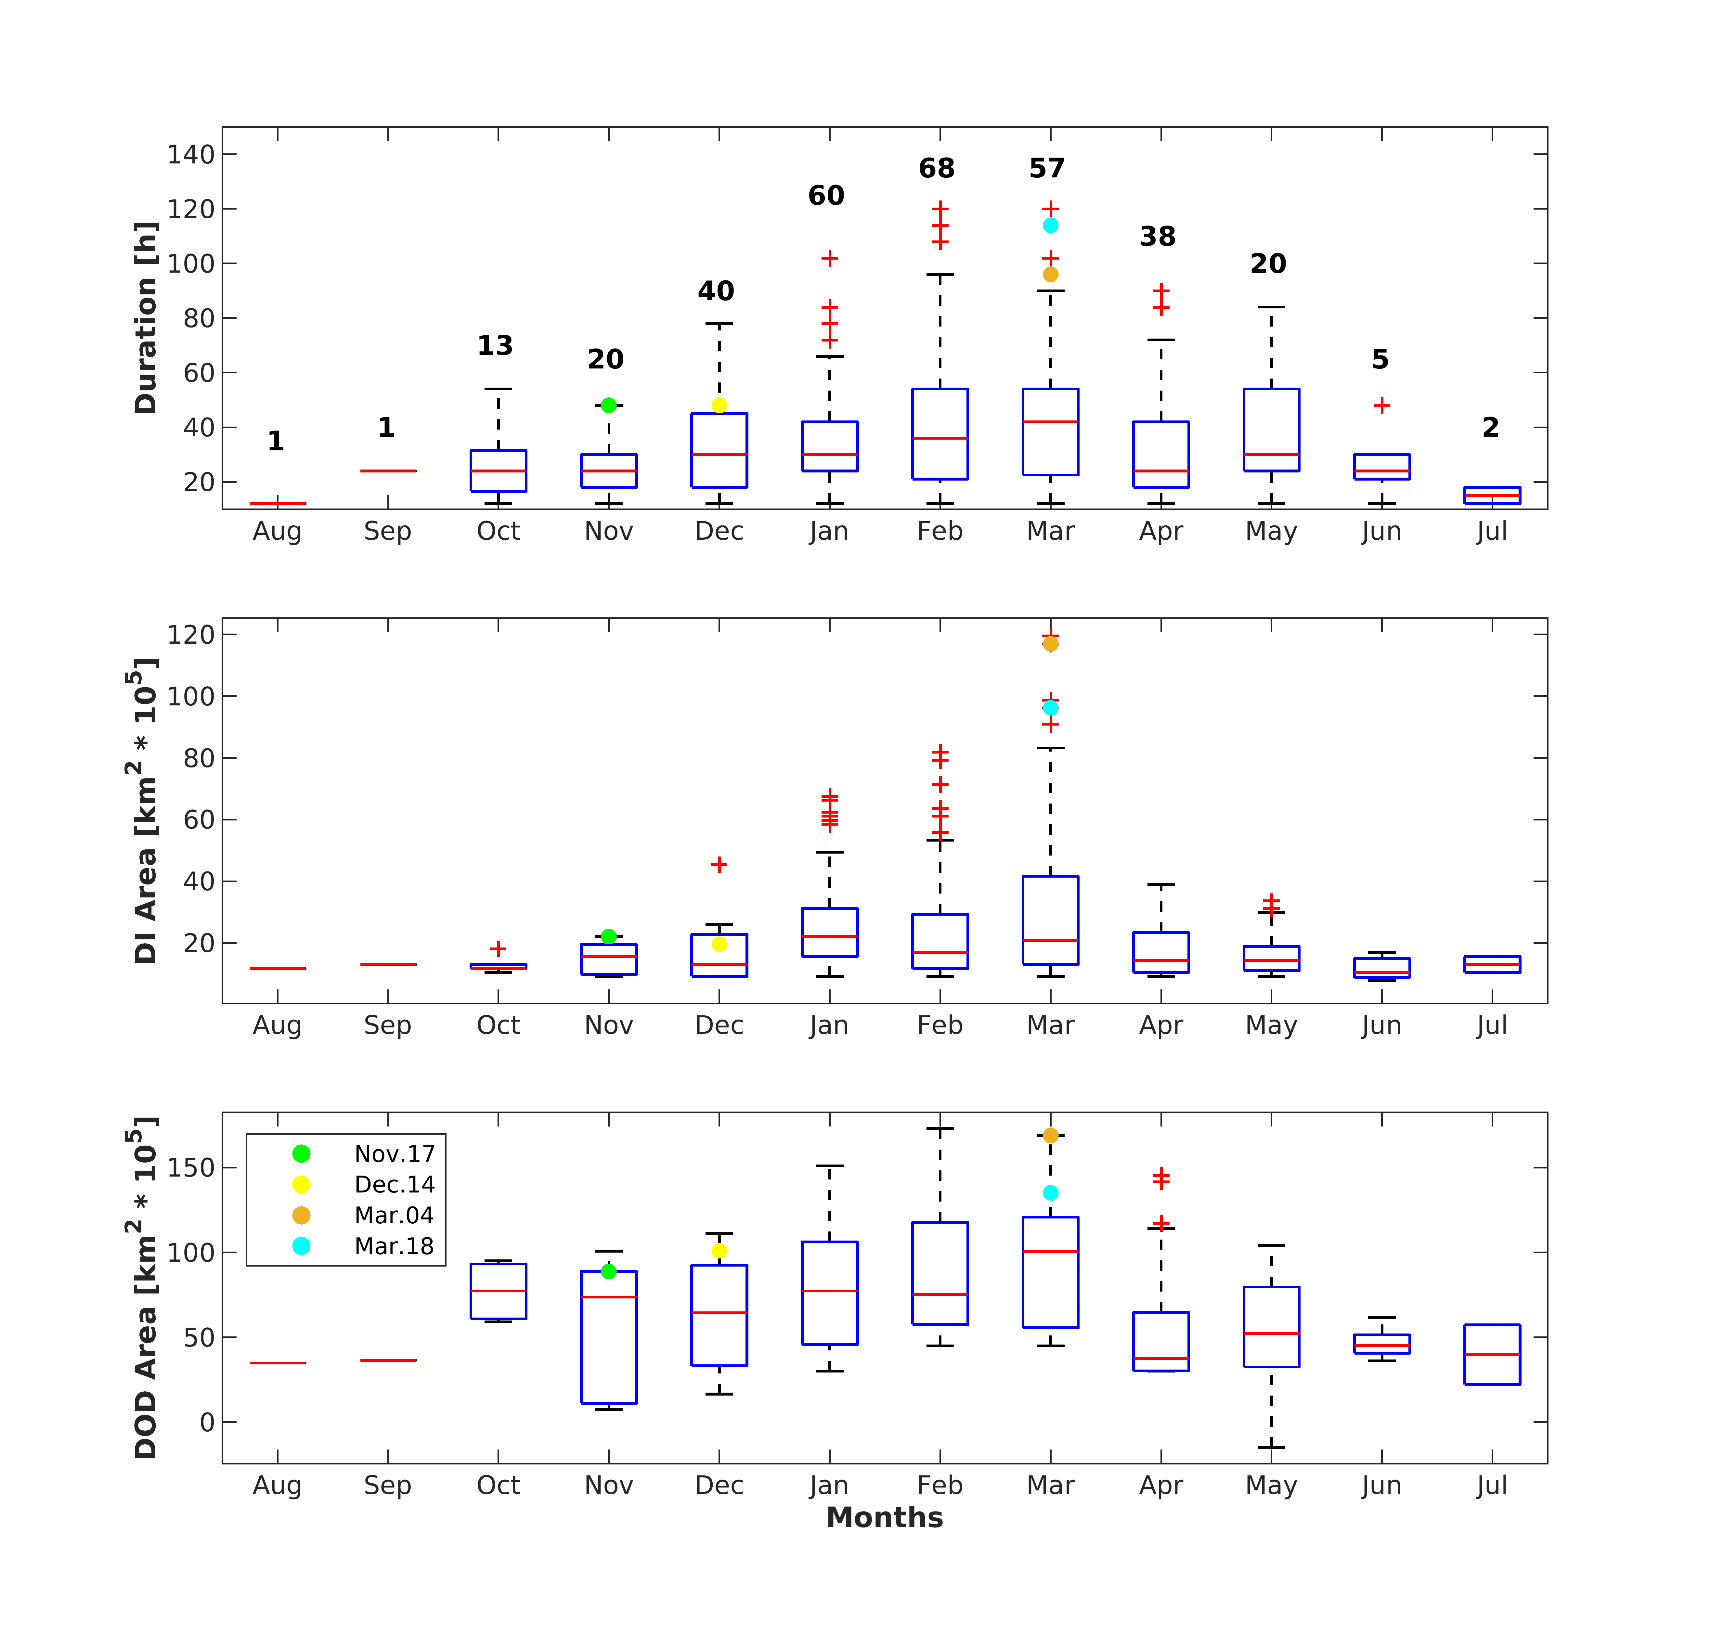 Duration [h]
140
120
100
80
60
40
20
1
1
13
20
40
60
68
57
38
20
5
2
Aug Sep Oct Nov Dec Jan Feb Mar Apr May Jun Jul
DI Area [km² * 10⁵]
120
100
80
60
40
20
Aug Sep Oct Nov Dec Jan Feb Mar Apr May Jun Jul
DOD Area [km² * 10⁵]
150
100
50
0
Nov.17
Dec.14
Mar.04
Mar.18
Aug Sep Oct Nov Dec Jan Feb Mar Apr May Jun Jul
Months